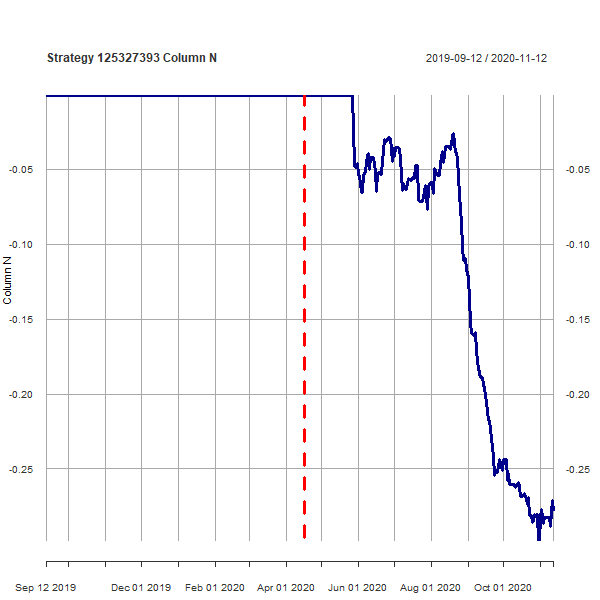 Strategy 125327393 Column N 2019-09-12 / 2020-11-12
-0.05 -0.05
-0.10 -0.10
Column N
-0.15 -0.15
-0.20 -0.20
-0.25 -0.25
Sep 12 2019 Dec 01 2019 Feb 01 2020 Apr 01 2020 Jun 01 2020 Aug 01 2020 Oct 01 2020